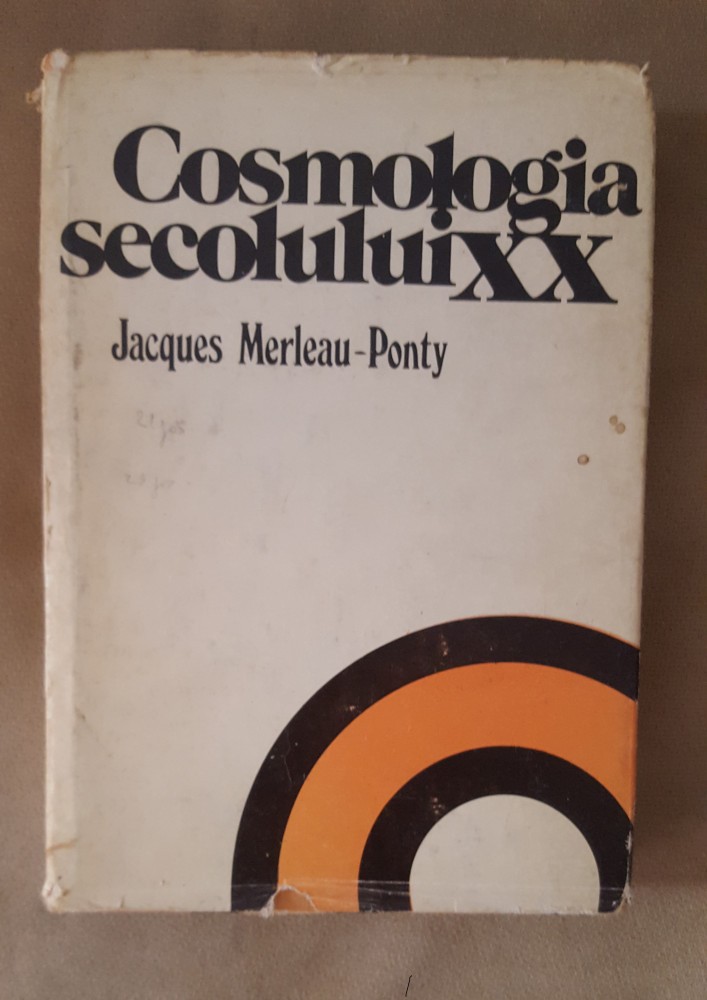 Cosmologia
secolului XX
Jacques Merleau-Ponty